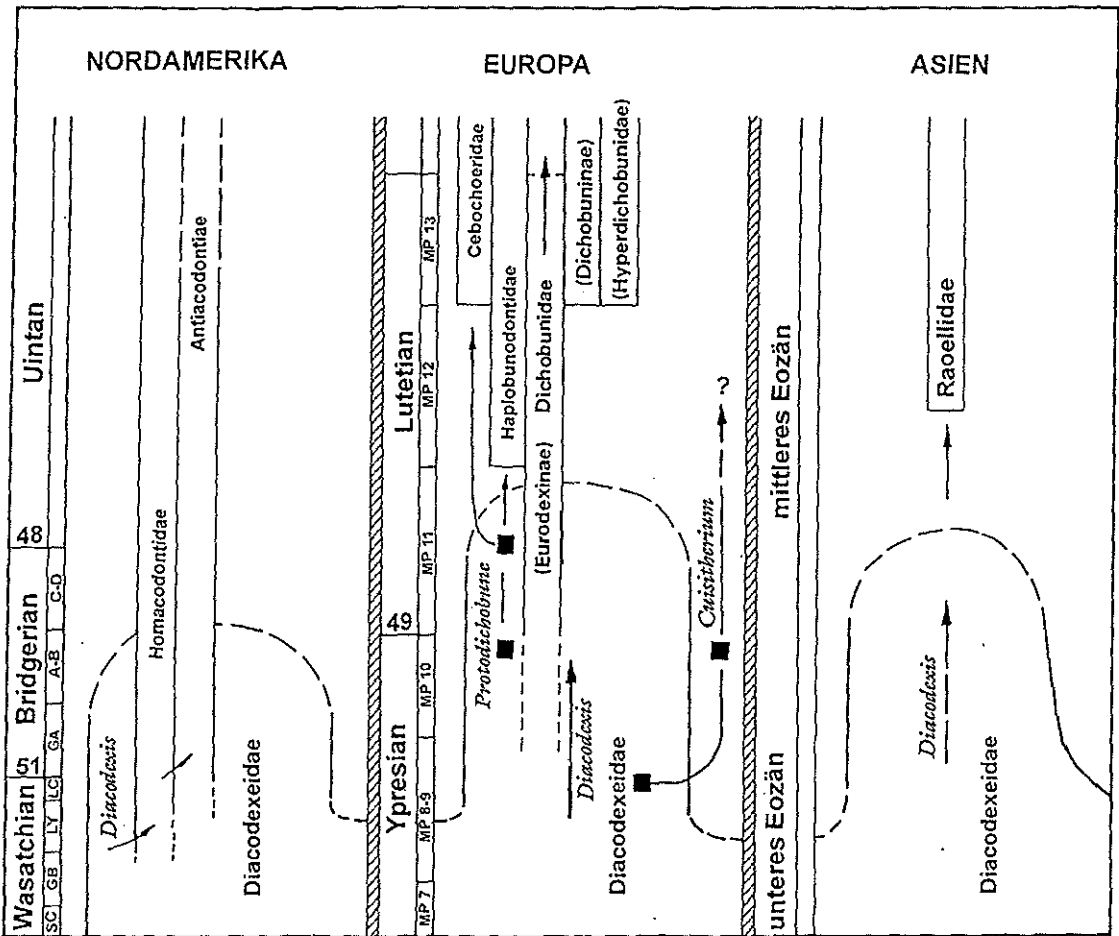 NORDAMERIKA
EUROPA
ASIEN
Uintan
48
Bridgerian
51
Wasatchian
C-D
A-B
GA
LC
LY
GB
SC
Antiacodontiae
Homacodontidae
Diacodexis
Diacodexeidae
Lutetian
49
Ypresian
MP 13
MP 12
MP 11
MP 10
MP 8-9
MP 7
Cebochoeridae
Haplobunodontidae
Dichobunidae
(Eurodexinae)
(Dichobuninae)
(Hyperdichobunidae)
Protodichobune
Diacodexis
Diacodexeidae
Cuisitherium
?
mittleres Eozän
unteres Eozän
Raoellidae
Diacodexis
Diacodexeidae